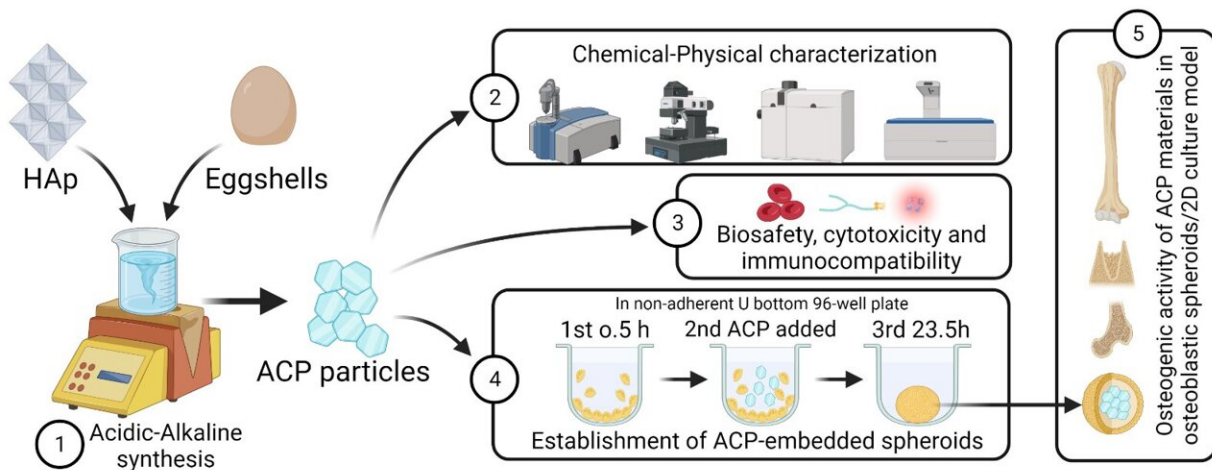 HAp
Eggshells
1
Acidic-Alkaline
synthesis
ACP particles
2
Chemical-Physical characterization
3
Biosafety, cytotoxicity and
immunocompatibility
4
In non-adherent U bottom 96-well plate
1st o.5 h
2nd ACP added
3rd 23.5h
Establishment of ACP-embedded spheroids
5
Osteogenic activity of ACP materials in
osteoblastic spheroids/2D culture model